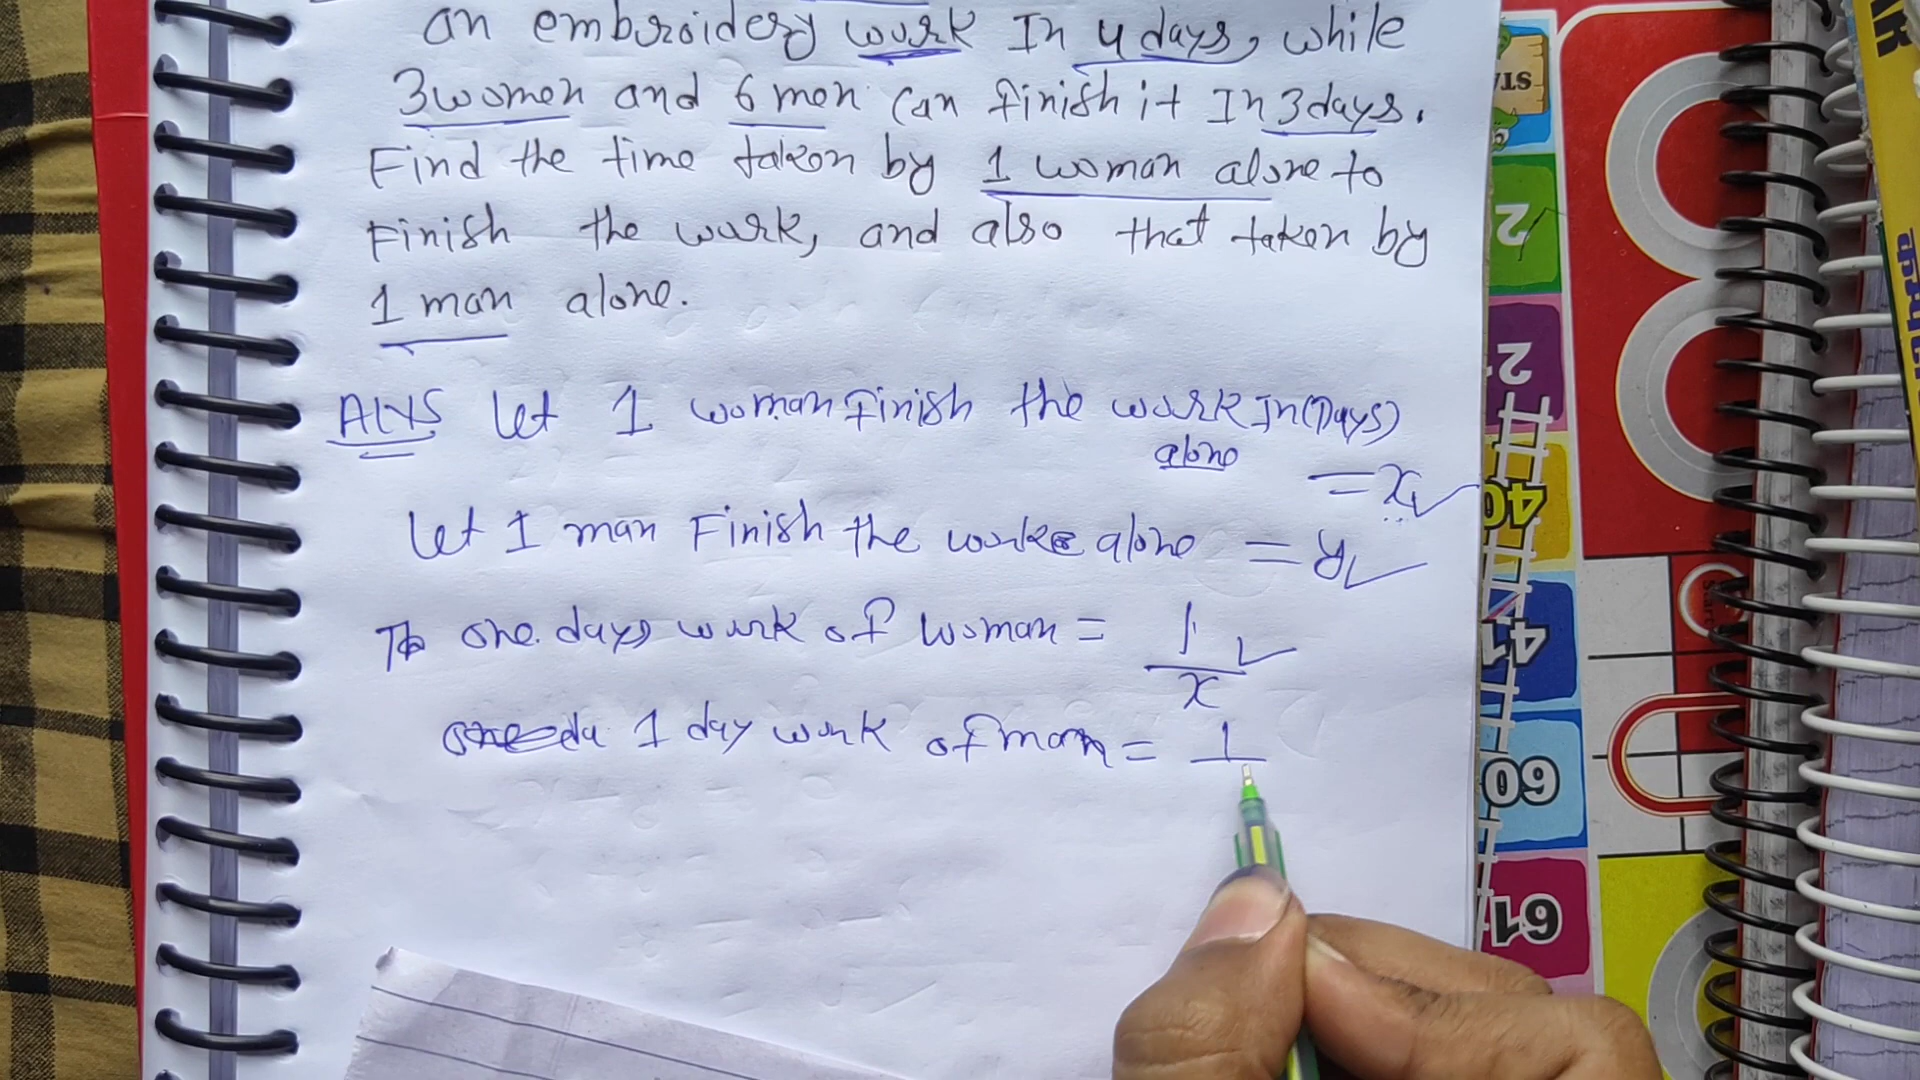 an embroidery work In 4 days, while
3 women and 6 men can finish it In 3 days.
Find the time taken by 1 woman alone to
Finish the work, and also that taken by
1 man alone.
ANS Let 1 woman Finish the work In (Days)
alone
= x
Let 1 man Finish the work alone = y
one days work of woman = 1/x
1 day work of man = 1
STA
2
21
40
41
60
61